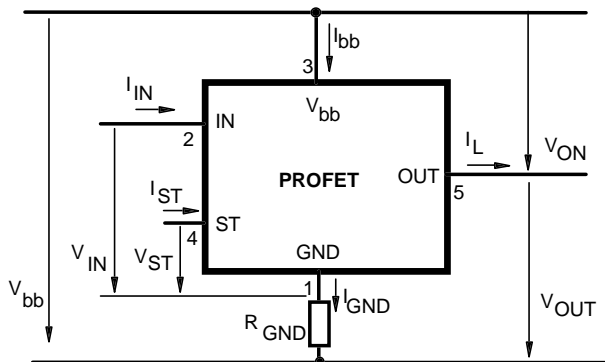 I bb
3
I IN
V bb
2
IN
I L
V ON
I ST
PROFET
OUT
5
4
ST
V IN
V ST
GND
V bb
1
I GND
R GND
V OUT